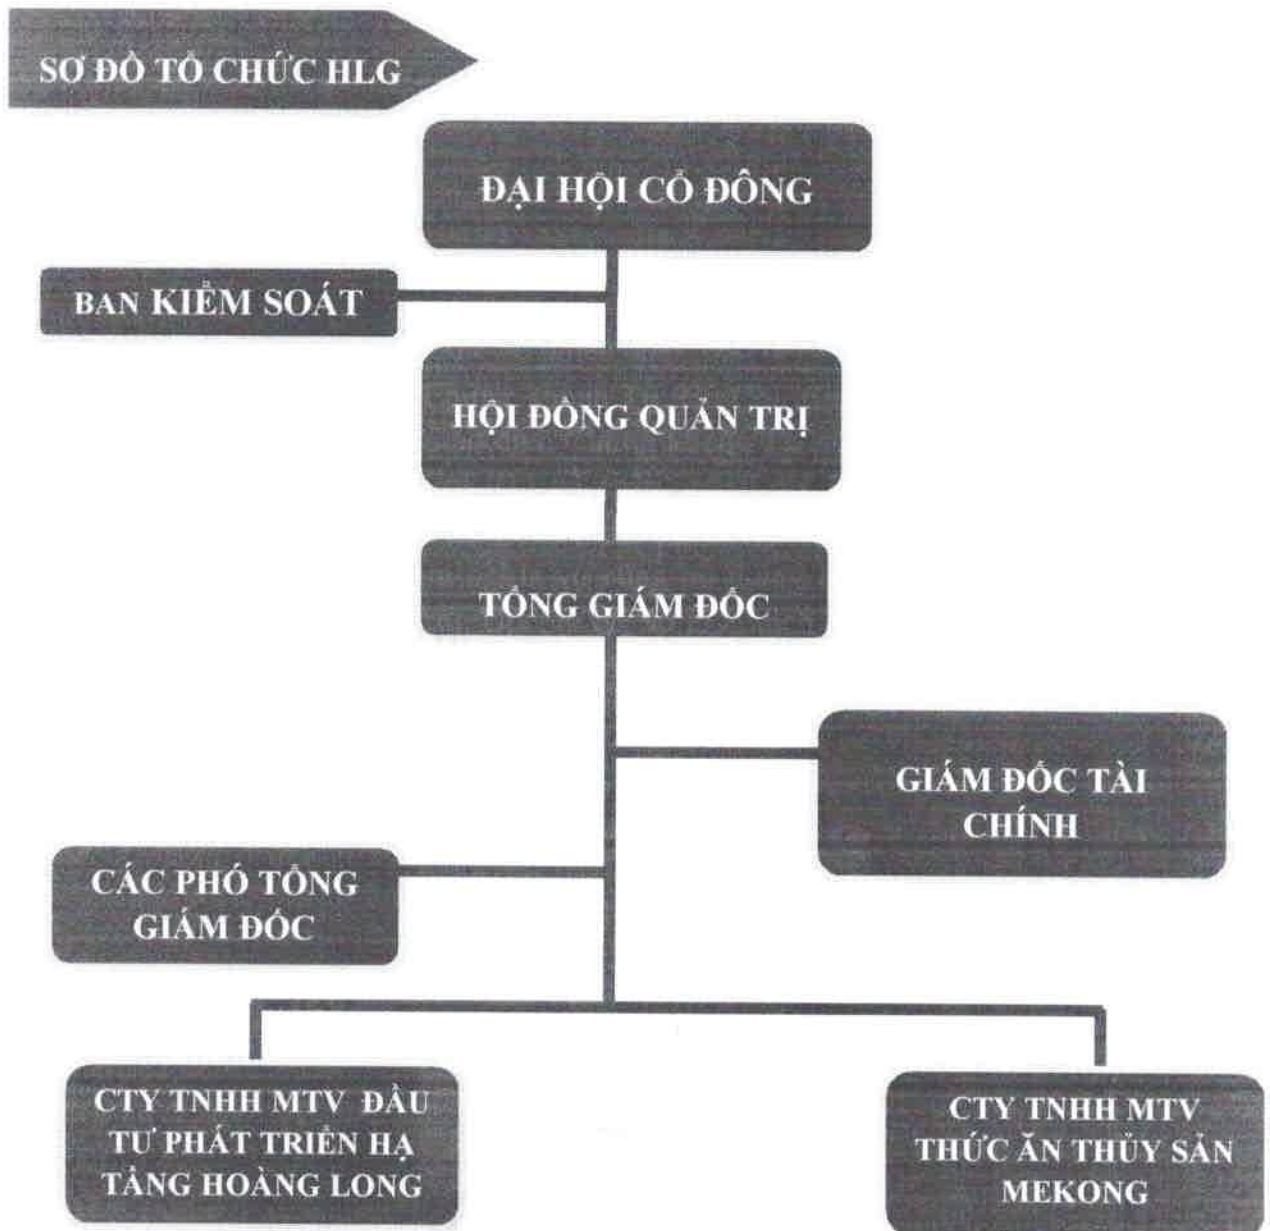 SƠ ĐỒ TỔ CHỨC HLG
ĐẠI HỘI CỔ ĐÔNG
BAN KIỂM SOÁT
HỘI ĐỒNG QUẢN TRỊ
TỔNG GIÁM ĐỐC
GIÁM ĐỐC TÀI
CHÍNH
CÁC PHÓ TỔNG
GIÁM ĐỐC
CTY TNHH MTV ĐẦU
TƯ PHÁT TRIỂN HẠ
TẦNG HOÀNG LONG
CTY TNHH MTV
THỨC ĂN THỦY SẢN
MEKONG